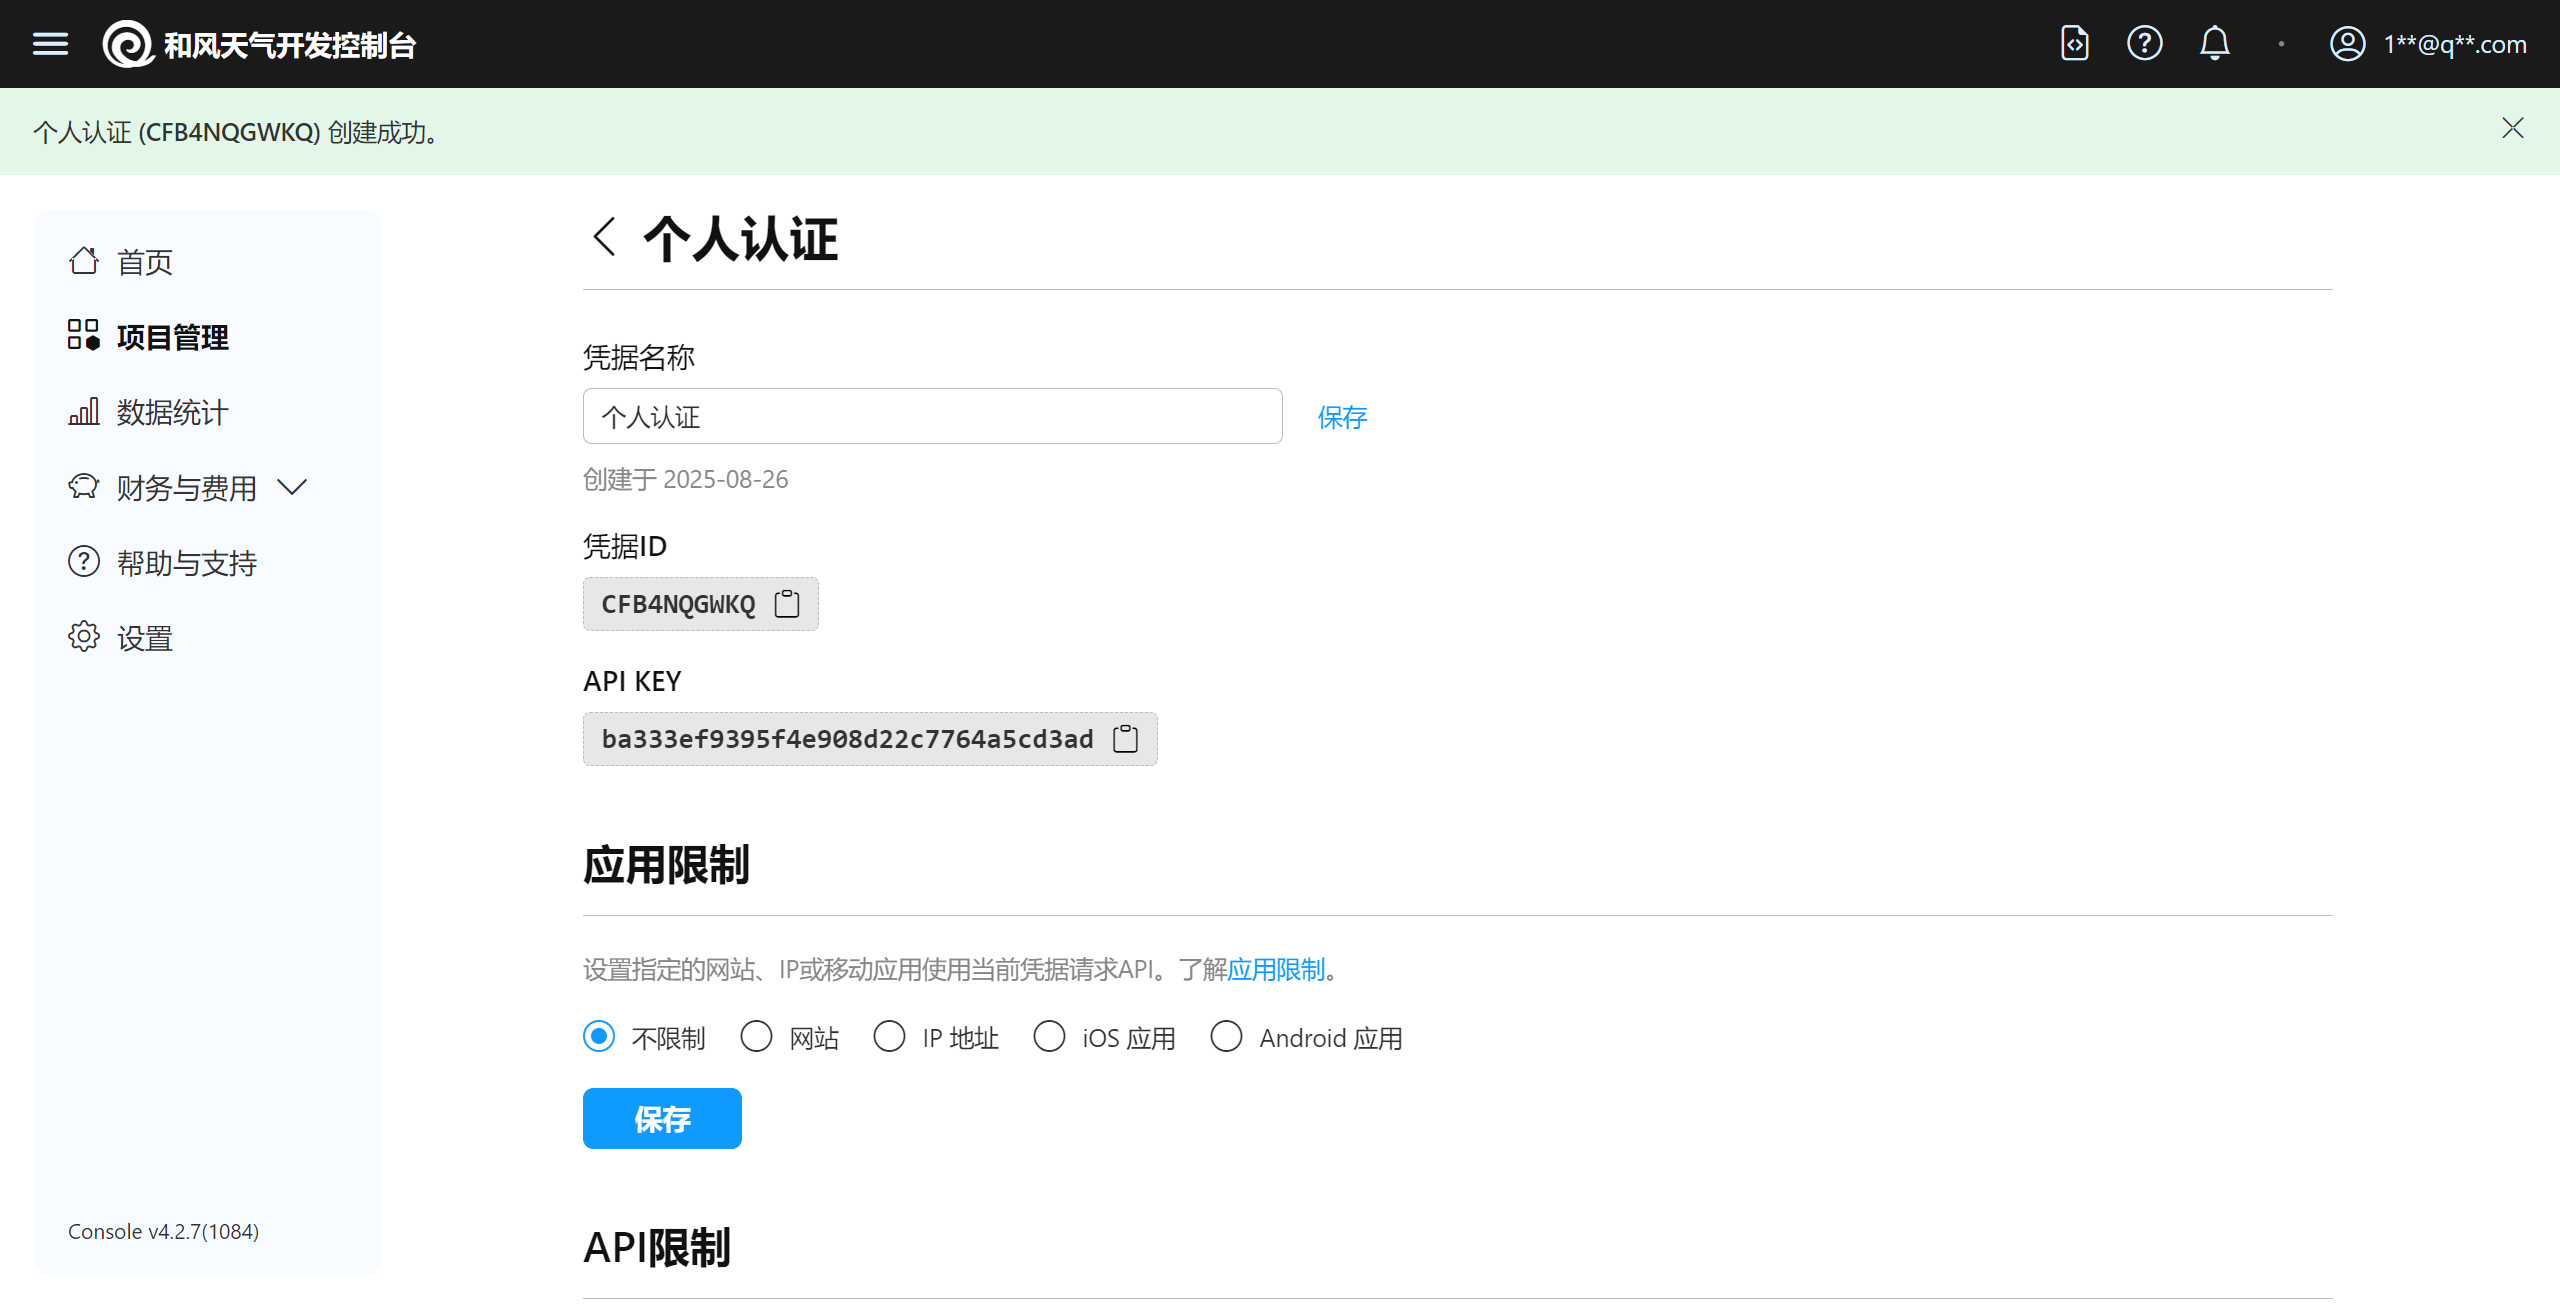 和风天气开发控制台
1**@q**.com
个人认证 (CFB4NQGWKQ) 创建成功。
首页
项目管理
数据统计
财务与费用
帮助与支持
设置
Console v4.2.7(1084)
个人认证
凭据名称
个人认证
保存
创建于 2025-08-26
凭据ID
CFB4NQGWKQ
API KEY
ba333ef9395f4e908d22c7764a5cd3ad
应用限制
设置指定的网站、IP或移动应用使用当前凭据请求API。了解应用限制。
不限制 网站 IP 地址 iOS 应用 Android 应用
保存
API限制